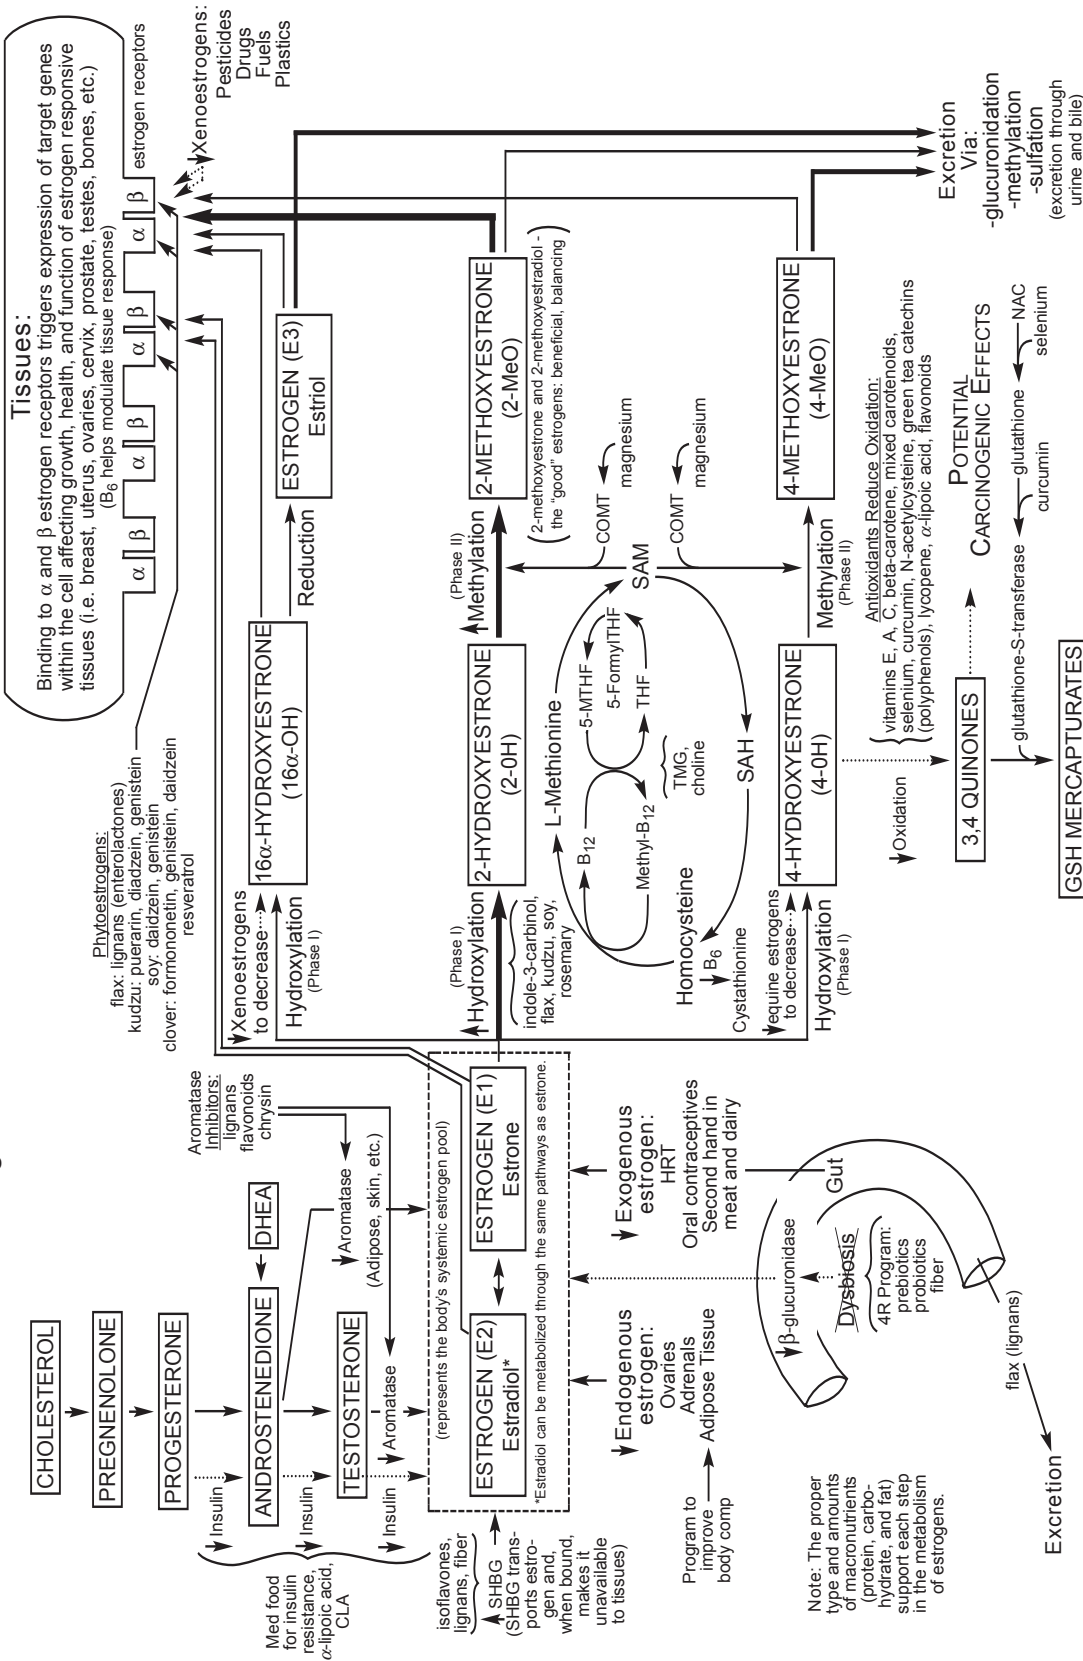 Tissues:
Binding to α and β estrogen receptors triggers expression of target genes
within the cell affecting growth, health, and function of estrogen responsive
tissues (i.e. breast, uterus, ovaries, cervix, prostate, testes, bones, etc.)
(B6 helps modulate tissue response)
α β α β α β α β
estrogen receptors
Phytoestrogens:
flax: lignans (enterolactones)
kudzu: puerarin, diadzein, genistein
soy: daidzein, genistein
clover: formononetin, genistein, daidzein
resveratrol
Xenoestrogens:
Pesticides
Drugs
Fuels
Plastics
CHOLESTEROL
PREGNENOLONE
PROGESTERONE
Insulin
ANDROSTENEDIONE
DHEA
Insulin
TESTOSTERONE
Insulin
Aromatase
Med food
for insulin
resistance,
α-lipoic acid,
CLA
Aromatase
Inhibitors:
lignans
flavonoids
chrysin
Aromatase
(Adipose, skin, etc.)
isoflavones,
lignans, fiber
SHBG
(SHBG trans-
ports estro-
gen and,
when bound,
makes it
unavailable
to tissues)
(represents the body's systemic estrogen pool)
ESTROGEN (E2)
Estradiol*
ESTROGEN (E1)
Estrone
*Estradiol can be metabolized through the same pathways as estrone.
Endogenous
estrogen:
Ovaries
Adrenals
Adipose Tissue
Program to
improve
body comp
Exogenous
estrogen:
HRT
Oral contraceptives
Second hand in
meat and dairy
β-glucuronidase
Dysbiosis
4R Program:
prebiotics
probiotics
fiber
Gut
flax (lignans)
Excretion
Note: The proper
type and amounts
of macronutrients
(protein, carbo-
hydrate, and fat)
support each step
in the metabolism
of estrogens.
Xenoestrogens
to decrease
Hydroxylation
(Phase I)
16α-HYDROXYESTRONE
(16α-OH)
Reduction
ESTROGEN (E3)
Estriol
(Phase I)
Hydroxylation
indole-3-carbinol,
flax, kudzu, soy,
rosemary
2-HYDROXYESTRONE
(2-0H)
(Phase II)
Methylation
2-METHOXYESTRONE
(2-MeO)
2-methoxyestrone and 2-methoxyestradiol -
the "good" estrogens: beneficial, balancing
L-Methionine
B12
Methyl-B12
5-MTHF
5-FormylTHF
THF
TMG,
choline
SAM
SAH
COMT
magnesium
COMT
magnesium
Homocysteine
B6
Cystathionine
equine estrogens
to decrease
Hydroxylation
(Phase I)
4-HYDROXYESTRONE
(4-0H)
Methylation
(Phase II)
4-METHOXYESTRONE
(4-MeO)
Excretion
Via:
-glucuronidation
-methylation
-sulfation
(excretion through
urine and bile)
Oxidation
Antioxidants Reduce Oxidation:
vitamins E, A, C, beta-carotene, mixed carotenoids,
selenium, curcumin, N-acetylcysteine, green tea catechins
(polyphenols), lycopene, α-lipoic acid, flavonoids
3,4 QUINONES
POTENTIAL
CARCINOGENIC EFFECTS
glutathione-S-transferase
glutathione
NAC
curcumin
selenium
GSH MERCAPTURATES